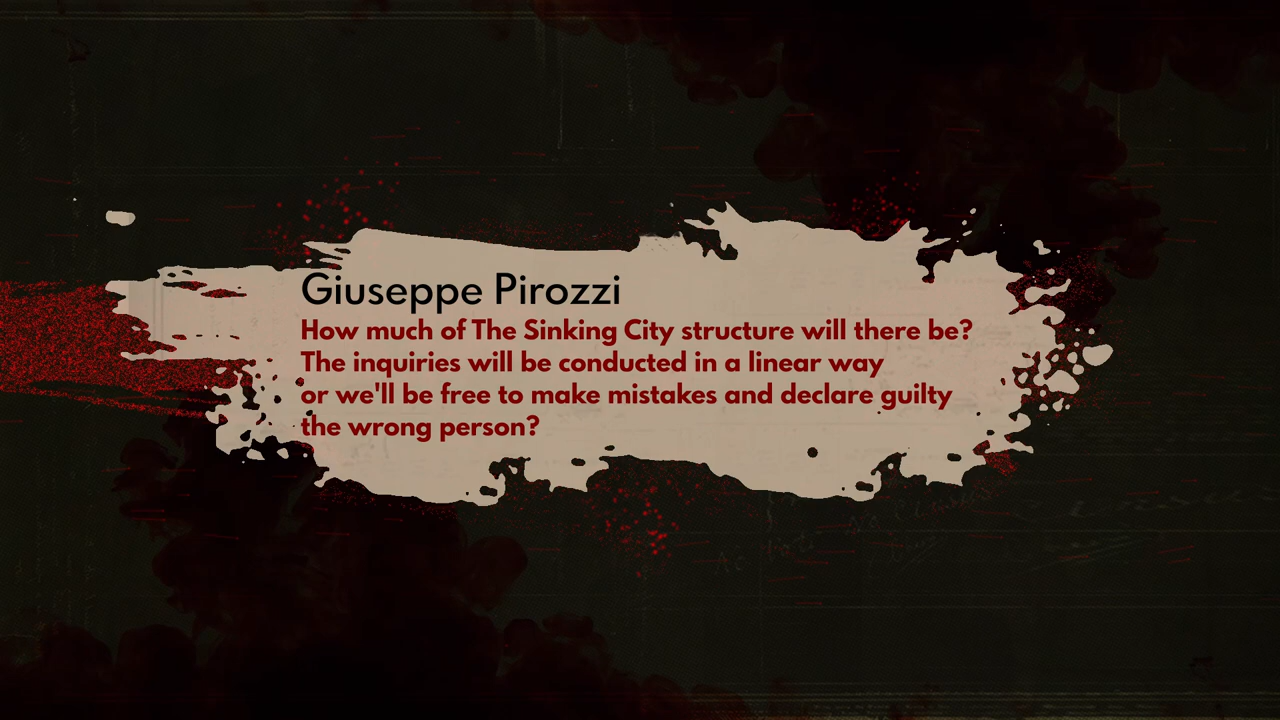 Giuseppe Pirozzi
How much of The Sinking City structure will there be?
The inquiries will be conducted in a linear way
or we'll be free to make mistakes and declare guilty
the wrong person?